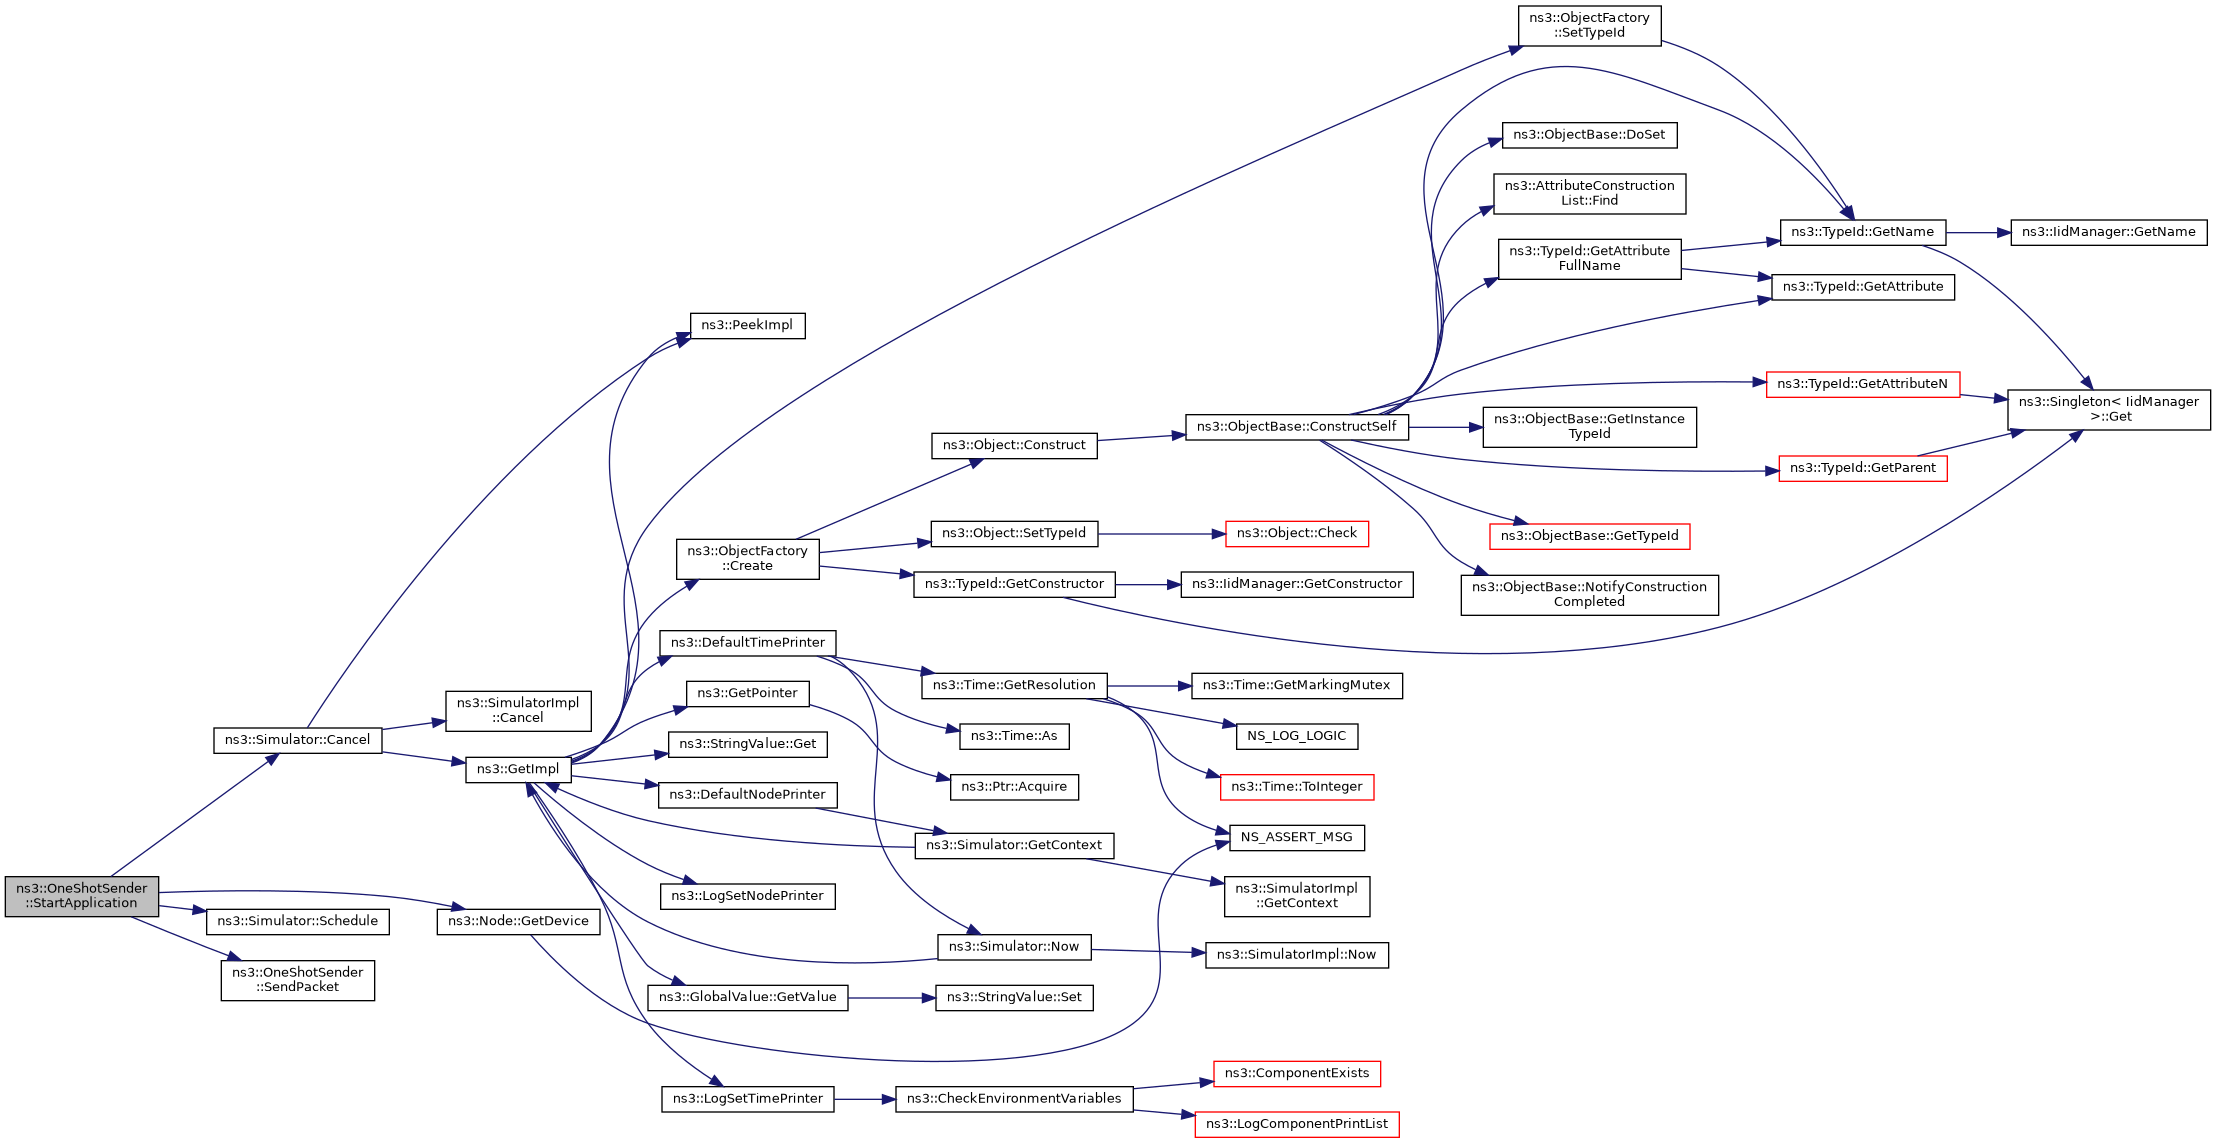 ns3::ObjectFactory
::SetTypeId
ns3::ObjectBase::DoSet
ns3::AttributeConstruction
List::Find
ns3::TypeId::GetName
ns3::IidManager::GetName
ns3::TypeId::GetAttribute
FullName
ns3::TypeId::GetAttribute
ns3::PeekImpl
ns3::TypeId::GetAttributeN
ns3::Singleton< IidManager
>::Get
ns3::ObjectBase::ConstructSelf
ns3::ObjectBase::GetInstance
TypeId
ns3::Object::Construct
ns3::TypeId::GetParent
ns3::ObjectFactory
::Create
ns3::Object::SetTypeId
ns3::Object::Check
ns3::ObjectBase::GetTypeId
ns3::TypeId::GetConstructor
ns3::IidManager::GetConstructor
ns3::ObjectBase::NotifyConstruction
Completed
ns3::DefaultTimePrinter
ns3::GetPointer
ns3::Time::GetResolution
ns3::Time::GetMarkingMutex
ns3::SimulatorImpl
::Cancel
ns3::Simulator::Cancel
ns3::StringValue::Get
ns3::Time::As
NS_LOG_LOGIC
ns3::GetImpl
ns3::DefaultNodePrinter
ns3::Ptr::Acquire
ns3::Time::ToInteger
ns3::Simulator::GetContext
NS_ASSERT_MSG
ns3::OneShotSender
::StartApplication
ns3::LogSetNodePrinter
ns3::SimulatorImpl
::GetContext
ns3::Simulator::Schedule
ns3::Node::GetDevice
ns3::Simulator::Now
ns3::SimulatorImpl::Now
ns3::OneShotSender
::SendPacket
ns3::GlobalValue::GetValue
ns3::StringValue::Set
ns3::LogSetTimePrinter
ns3::CheckEnvironmentVariables
ns3::ComponentExists
ns3::LogComponentPrintList